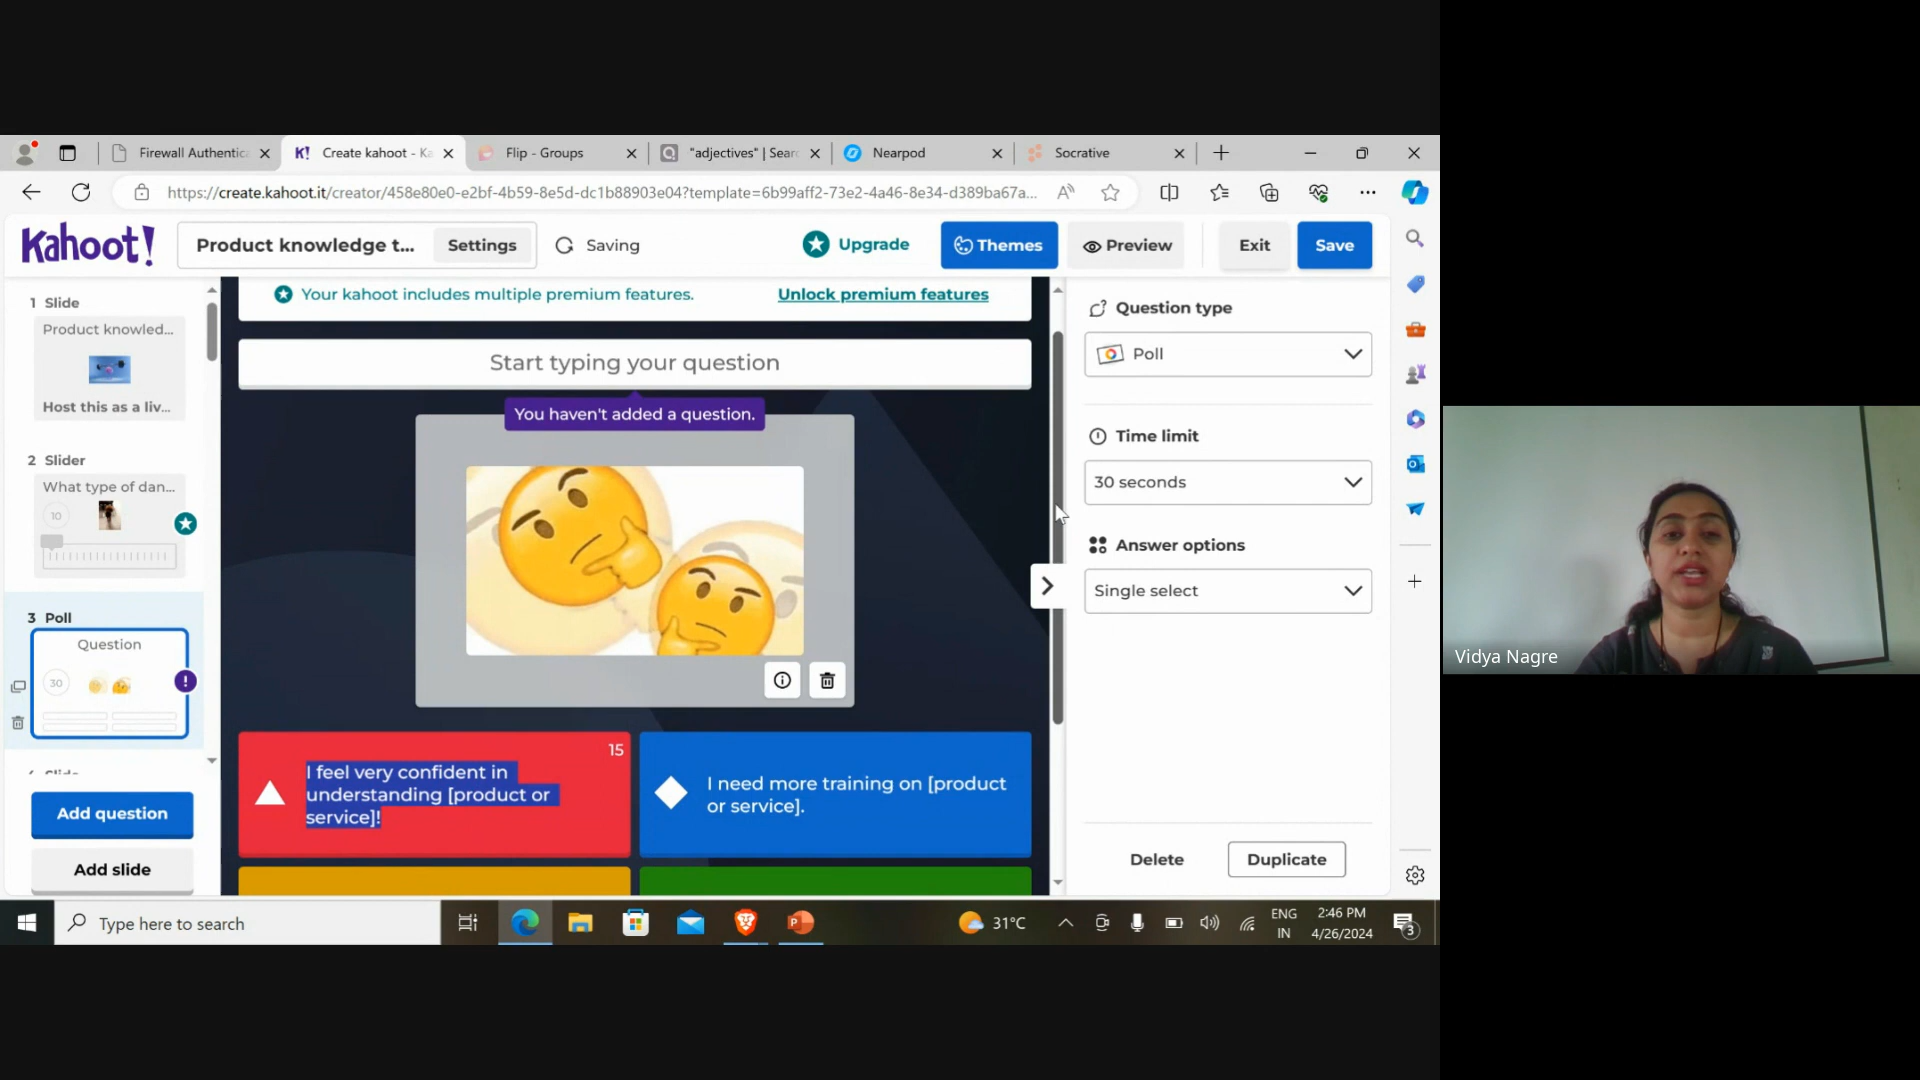 Firewall Authentica
Create kahoot - Ka
Flip - Groups
"adjectives" | Searc
Nearpod
Socrative
https://create.kahoot.it/creator/458e80e0-e2bf-4b59-8e5d-dc1b88903e04?template=6b99aff2-73e2-4a46-8e34-d389ba67a...
Kahoot!
Product knowledge t...
Settings
Saving
Upgrade
Themes
Preview
Exit
Save
1 Slide
Product knowled...
Host this as a liv...
2 Slider
What type of dan...
10
3 Poll
Question
30
Add question
Add slide
Your kahoot includes multiple premium features.
Unlock premium features
Start typing your question
You haven't added a question.
15
I feel very confident in
understanding [product or
service]!
I need more training on [product
or service].
Question type
Poll
Time limit
30 seconds
Answer options
Single select
Delete
Duplicate
Vidya Nagre
Type here to search
31°C
ENG
IN
2:46 PM
4/26/2024
3